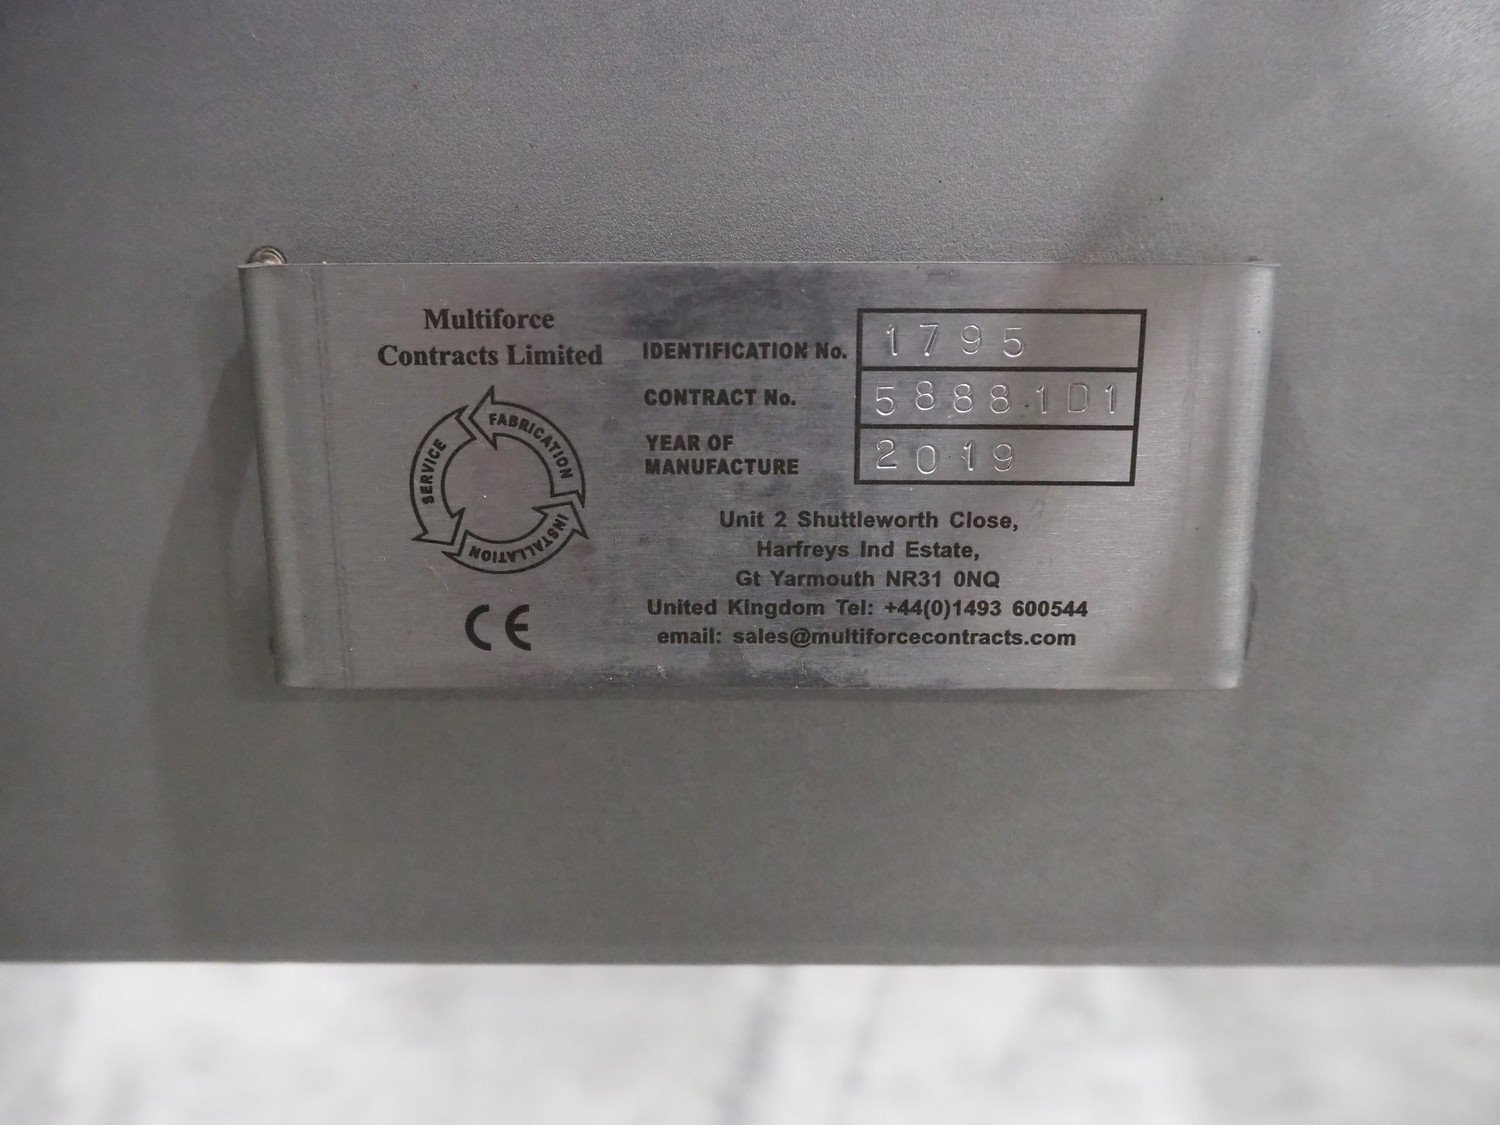 Multiforce
Contracts Limited
SERVICE
FABRICATION
INSTALLATION
CE
IDENTIFICATION No. 1795
CONTRACT No. 58881D1
YEAR OF
MANUFACTURE 2019
Unit 2 Shuttleworth Close,
Harfreys Ind Estate,
Gt Yarmouth NR31 0NQ
United Kingdom Tel: +44(0)1493 600544
email: sales@multiforcecontracts.com